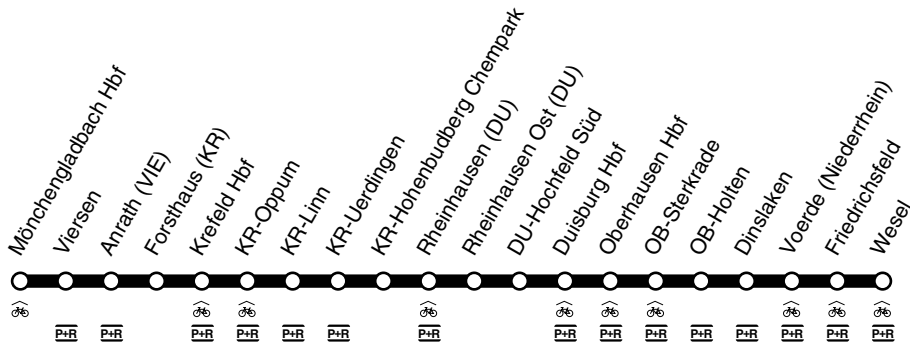 Mönchengladbach Hbf
Viersen
Anrath (VIE)
Forsthaus (KR)
Krefeld Hbf
KR-Oppum
KR-Linn
KR-Uerdingen
KR-Hohenbudberg Chempark
Rheinhausen (DU)
Rheinhausen Ost (DU)
DU-Hochfeld Süd
Duisburg Hbf
Oberhausen Hbf
OB-Sterkrade
OB-Holten
Dinslaken
Voerde (Niederrhein)
Friedrichsfeld
Wesel
P+R P+R P+R P+R P+R P+R P+R P+R P+R P+R P+R P+R P+R P+R P+R